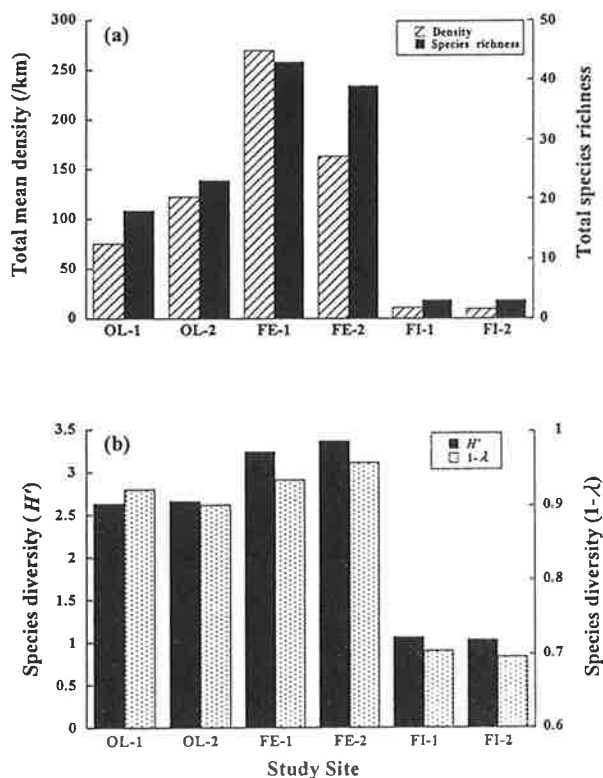 (a)
Density
Species richness
Total mean density (/km)
300
250
200
150
100
50
0
Total species richness
50
40
30
20
10
0
OL-1 OL-2 FE-1 FE-2 FI-1 FI-2
(b)
H'
1-λ
Species diversity (H')
3.5
3
2.5
2
1.5
1
0.5
0
Species diversity (1-λ)
1
0.9
0.8
0.7
0.6
OL-1 OL-2 FE-1 FE-2 FI-1 FI-2
Study Site